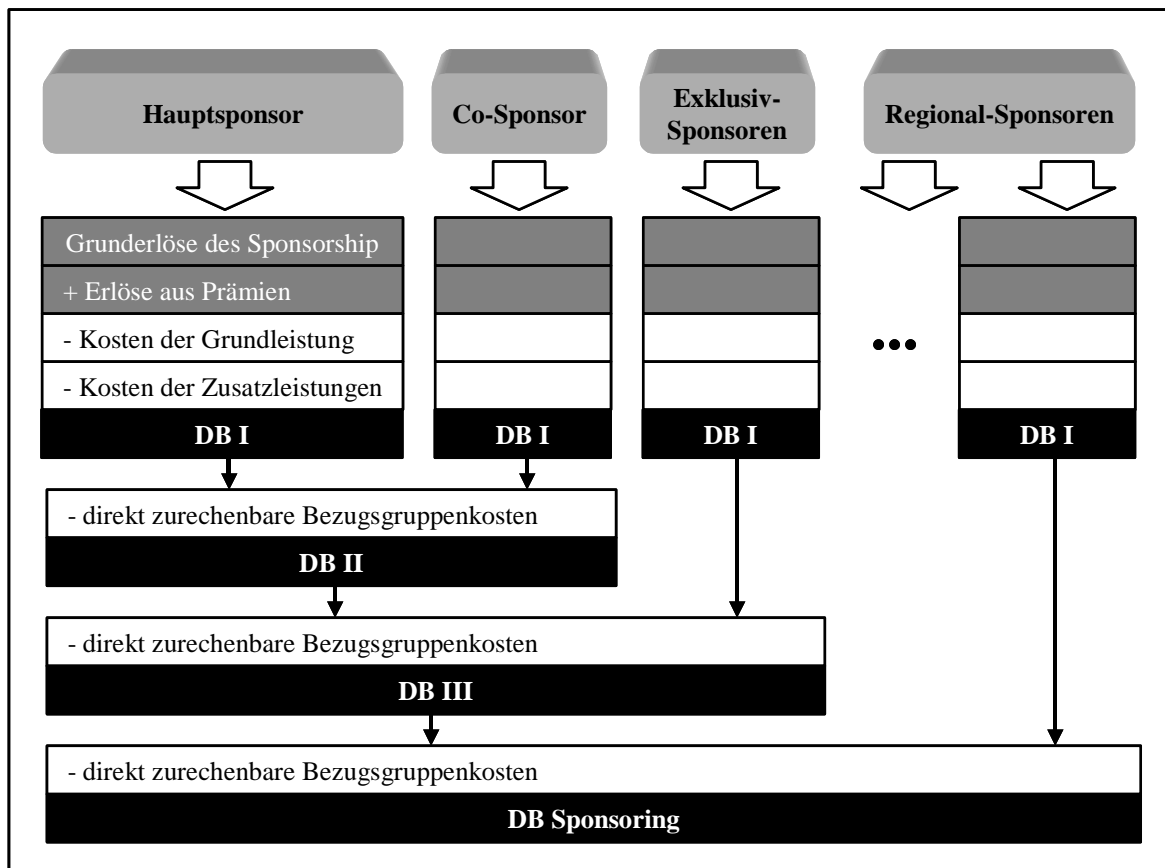 Hauptsponsor
Co-Sponsor
Exklusiv-
Sponsoren
Regional-Sponsoren
Grunderlöse des Sponsorship
+ Erlöse aus Prämien
- Kosten der Grundleistung
- Kosten der Zusatzleistungen
DB I
DB I
DB I
DB I
- direkt zurechenbare Bezugsgruppenkosten
DB II
- direkt zurechenbare Bezugsgruppenkosten
DB III
- direkt zurechenbare Bezugsgruppenkosten
DB Sponsoring